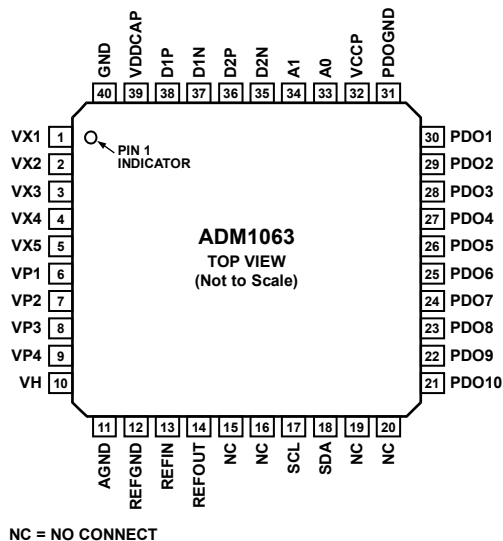 GND VDDCAP D1P D1N D2P D2N A1 A0 VCCP PDOGND
40 39 38 37 36 35 34 33 32 31
VX1 1
VX2 2
VX3 3
VX4 4
VX5 5
VP1 6
VP2 7
VP3 8
VP4 9
VH 10
PIN 1
INDICATOR
ADM1063
TOP VIEW
(Not to Scale)
30 PDO1
29 PDO2
28 PDO3
27 PDO4
26 PDO5
25 PDO6
24 PDO7
23 PDO8
22 PDO9
21 PDO10
11 12 13 14 15 16 17 18 19 20
AGND REFGND REFIN REFOUT NC NC SCL SDA NC NC
NC = NO CONNECT